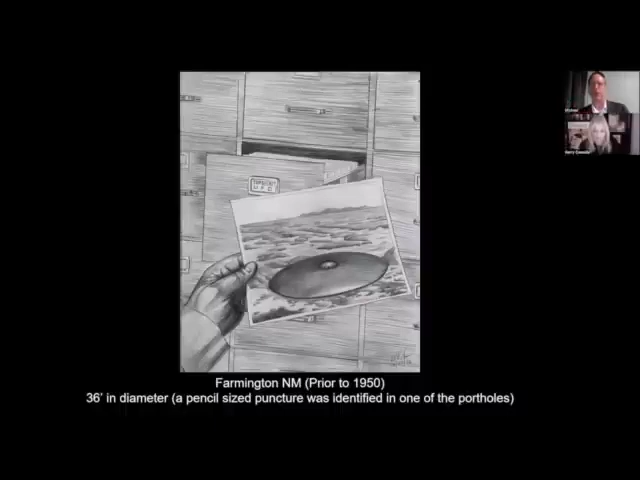 Farmington NM (Prior to 1950)
36' in diameter (a pencil sized puncture was identified in one of the portholes)